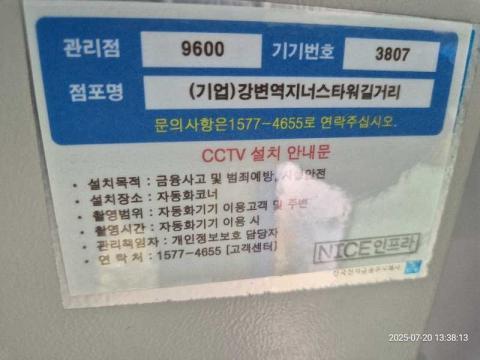 관리점 9600 기기번호 3807
점포명 (기업)강변역지너스타워길거리
문의사항은1577-4655로 연락주십시오.
CCTV 설치 안내문
• 설치목적 : 금융사고 및 범죄예방, 시설안전
• 설치장소 : 자동화코너
• 촬영범위 : 자동화기기 이용고객 및 주변
• 촬영시간 : 자동화기기 이용 시
• 관리책임자 : 개인정보보호 담당자
• 연 락 처 : 1577-4655 [고객센터]
NICE인프라
2025-07-20 13:38:13